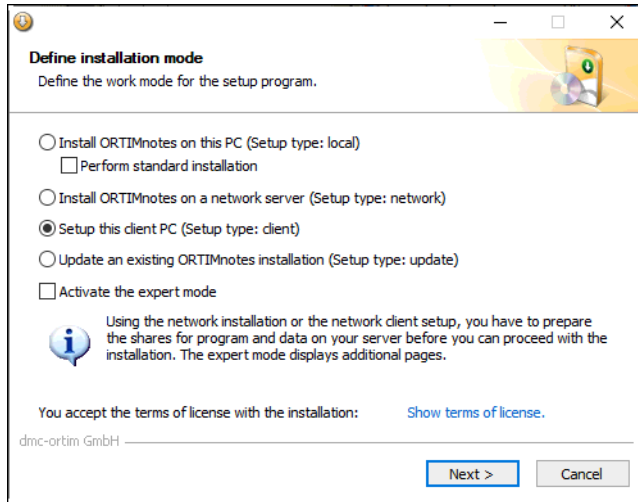 Define installation mode
Define the work mode for the setup program.
Install ORTIMnotes on this PC (Setup type: local)
Perform standard installation
Install ORTIMnotes on a network server (Setup type: network)
Setup this client PC (Setup type: client)
Update an existing ORTIMnotes installation (Setup type: update)
Activate the expert mode
Using the network installation or the network client setup, you have to prepare
the shares for program and data on your server before you can proceed with the
installation. The expert mode displays additional pages.
You accept the terms of license with the installation: Show terms of license.
dmc-ortim GmbH
Next > Cancel